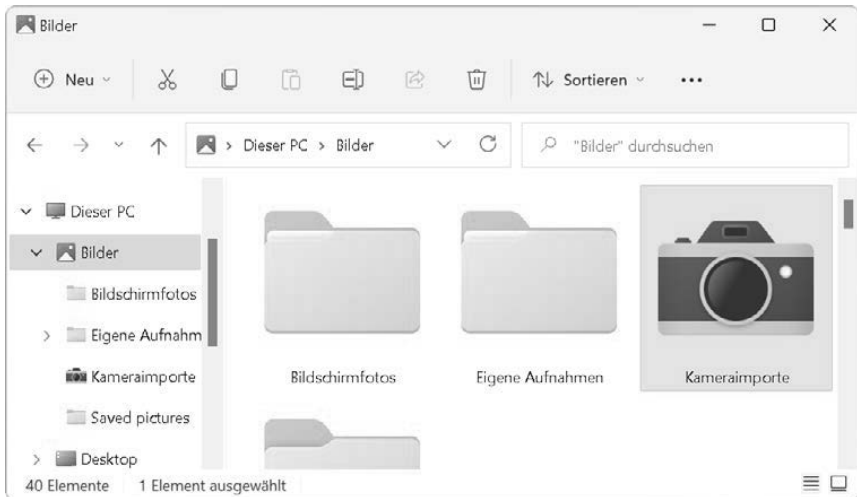 Bilder
Neu Sortieren
Dieser PC > Bilder "Bilder" durchsuchen
Dieser PC
Bilder
Bildschirmfotos
Eigene Aufnahm
Kameraimporte
Saved pictures
Desktop
Bildschirmfotos Eigene Aufnahmen Kameraimporte
40 Elemente 1 Element ausgewählt